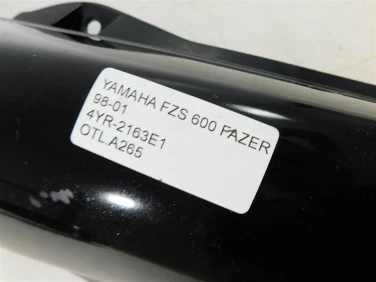 YAMAHA FZS 600 FAZER
98-01
4YR-2163E1
OTL.A265